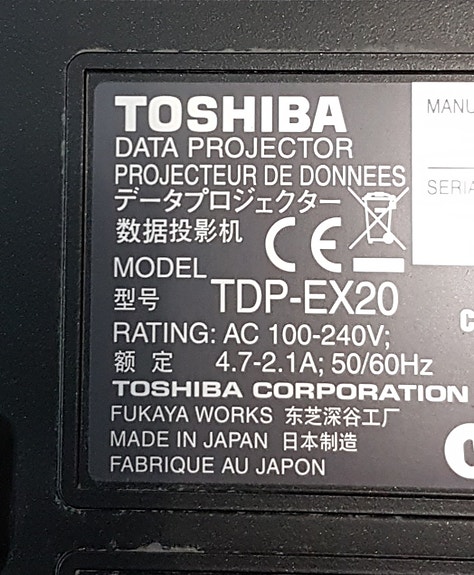 TOSHIBA
DATA PROJECTOR
PROJECTEUR DE DONNEES
データプロジェクター
数据投影机
CE
MODEL
型号 TDP-EX20
RATING: AC 100-240V;
额 定 4.7-2.1A; 50/60Hz
TOSHIBA CORPORATION
FUKAYA WORKS 东芝深谷工厂
MADE IN JAPAN 日本制造
FABRIQUE AU JAPON
MANU
SERIA